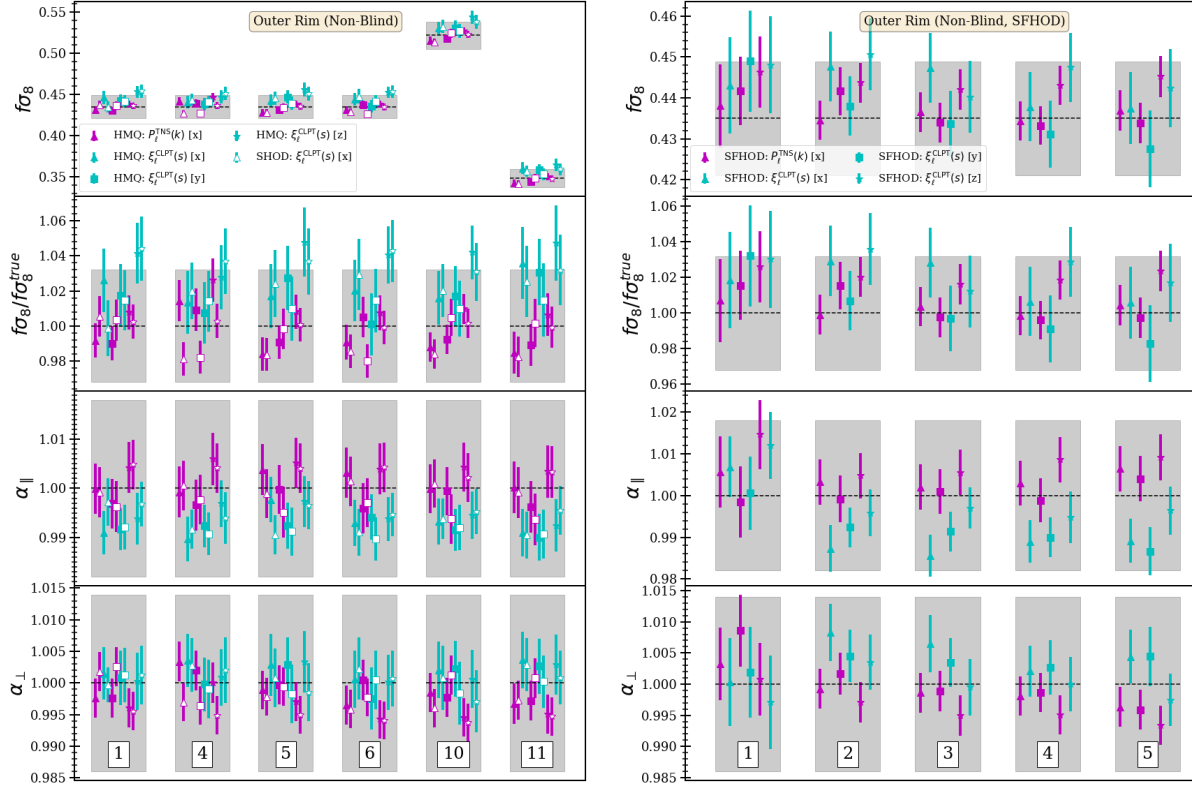 Outer Rim (Non-Blind)
fσ₈
0.55
0.50
0.45
0.40
0.35
HMQ: P_ℓ^TNS(k) [x]
HMQ: ξ_ℓ^CLPT(s) [x]
HMQ: ξ_ℓ^CLPT(s) [y]
HMQ: ξ_ℓ^CLPT(s) [z]
SHOD: ξ_ℓ^CLPT(s) [x]
fσ₈/fσ₈^true
1.06
1.04
1.02
1.00
0.98
α∥
1.01
1.00
0.99
α⊥
1.015
1.010
1.005
1.000
0.995
0.990
0.985
1 4 5 6 10 11
Outer Rim (Non-Blind, SFHOD)
fσ₈
0.46
0.45
0.44
0.43
0.42
SFHOD: P_ℓ^TNS(k) [x]
SFHOD: ξ_ℓ^CLPT(s) [x]
SFHOD: ξ_ℓ^CLPT(s) [y]
SFHOD: ξ_ℓ^CLPT(s) [z]
fσ₈/fσ₈^true
1.06
1.04
1.02
1.00
0.98
0.96
α∥
1.02
1.01
1.00
0.99
0.98
α⊥
1.015
1.010
1.005
1.000
0.995
0.990
0.985
1 2 3 4 5